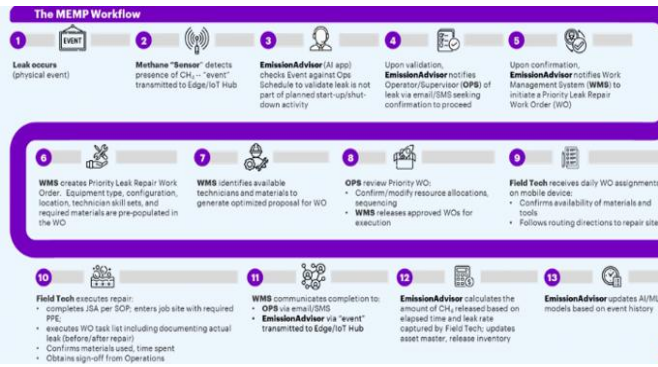 The MEMP Workflow
1
EVENT
Leak occurs
(physical event)
2
Methane "Sensor" detects
presence of CH₄ -- "event"
transmitted to Edge/IoT Hub
3
EmissionAdvisor (AI app)
checks Event against Ops
Schedule to validate leak is not
part of planned start-up/shut-
down activity
4
Upon validation,
EmissionAdvisor notifies
Operator/Supervisor (OPS) of
leak via email/SMS seeking
confirmation to proceed
5
Upon confirmation,
EmissionAdvisor notifies Work
Management System (WMS) to
initiate a Priority Leak Repair
Work Order (WO)
6
WMS creates Priority Leak Repair Work
Order. Equipment type, configuration,
location, technician skill sets, and
required materials are pre-populated in
the WO
7
WMS identifies available
technicians and materials to
generate optimized proposal for WO
8
OPS review Priority WO:
• Confirm/modify resource allocations,
sequencing
• WMS releases approved WOs for
execution
9
Field Tech receives daily WO assignments
on mobile device:
• Confirms availability of materials and
tools
• Follows routing directions to repair site
10
Field Tech executes repair:
• completes JSA per SOP; enters job site with required
PPE;
• executes WO task list including documenting actual
leak (before/after repair)
• Confirms materials used, time spent
• Obtains sign-off from Operations
11
WMS communicates completion to:
• OPS via email/SMS
• EmissionAdvisor via "event"
transmitted to Edge/IoT Hub
12
EmissionAdvisor calculates the
amount of CH₄ released based on
elapsed time and leak rate
captured by Field Tech; updates
asset master, release inventory
13
EmissionAdvisor updates AI/ML
models based on event history